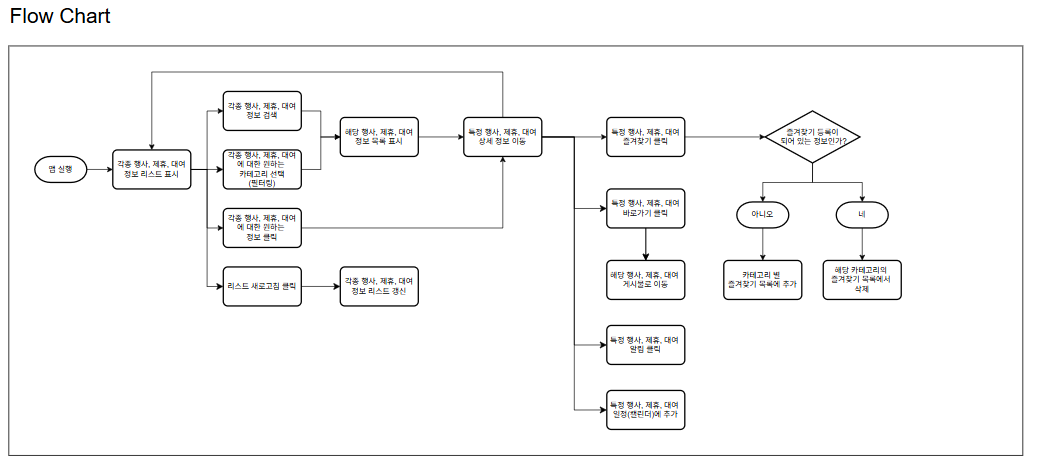 Flow Chart
앱 실행
각종 행사, 제휴, 대여
정보 리스트 표시
각종 행사, 제휴, 대여
정보 검색
각종 행사, 제휴, 대여
에 대한 원하는
카테고리 선택
(필터링)
각종 행사, 제휴, 대여
에 대한 원하는
정보 클릭
리스트 새로고침 클릭
해당 행사, 제휴, 대여
정보 목록 표시
각종 행사, 제휴, 대여
정보 리스트 갱신
특정 행사, 제휴, 대여
상세 정보 이동
특정 행사, 제휴, 대여
즐겨찾기 클릭
특정 행사, 제휴, 대여
바로가기 클릭
해당 행사, 제휴, 대여
게시물로 이동
특정 행사, 제휴, 대여
알림 클릭
특정 행사, 제휴, 대여
일정(캘린더)에 추가
즐겨찾기 등록이
되어 있는 정보인가?
아니오
네
카테고리 별
즐겨찾기 목록에 추가
해당 카테고리의
즐겨찾기 목록에서
삭제